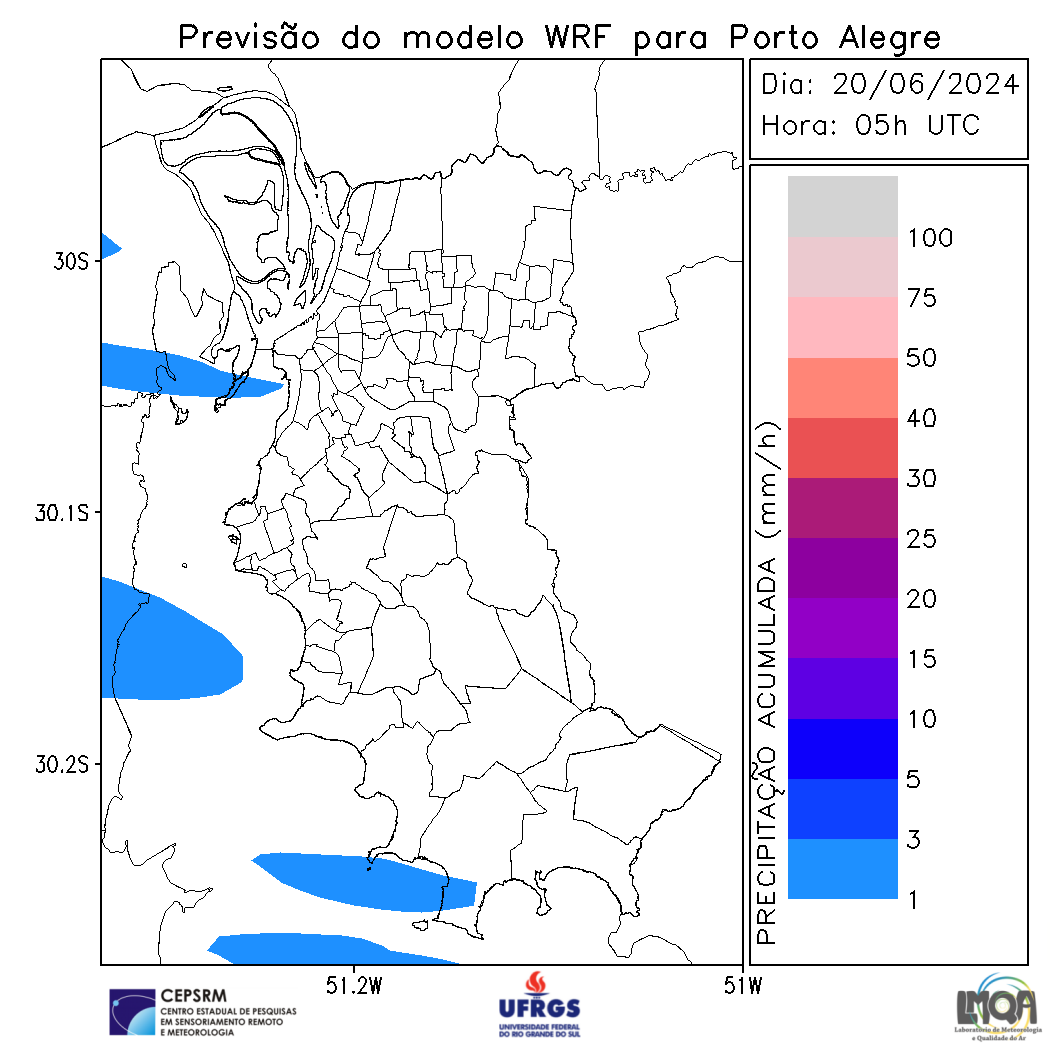 Previsão do modelo WRF para Porto Alegre
Dia: 20/06/2024
Hora: 05h UTC
30S
30.1S
30.2S
51.2W
51W
PRECIPITAÇÃO ACUMULADA (mm/h)
100
75
50
40
30
25
20
15
10
5
3
1
CEPSRM
CENTRO ESTADUAL DE PESQUISAS
EM SENSORIAMENTO REMOTO
E METEOROLOGIA
UFRGS
UNIVERSIDADE FEDERAL
DO RIO GRANDE DO SUL
LMQA
Laboratório de Meteorologia
e Qualidade do Ar